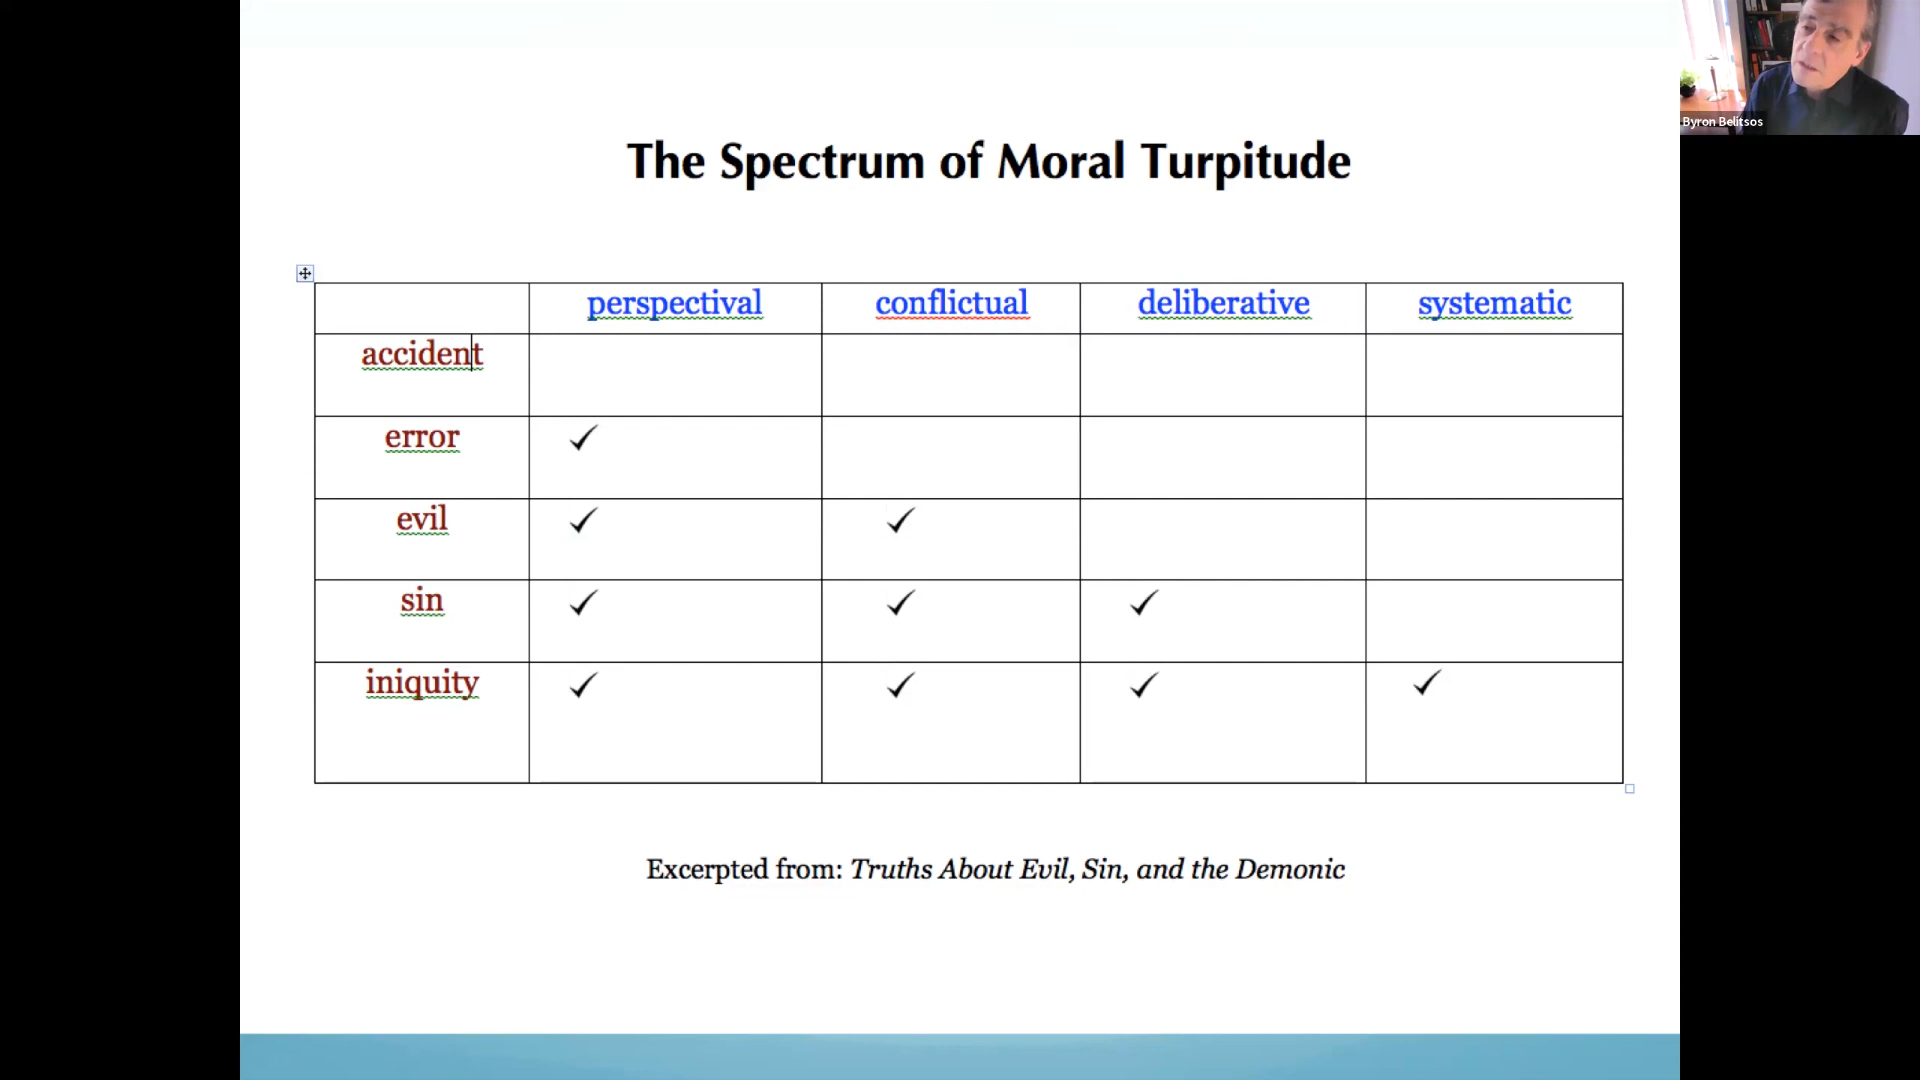 Byron Belitsos
The Spectrum of Moral Turpitude
perspectival conflictual deliberative systematic
accident
error ✓
evil ✓ ✓
sin ✓ ✓ ✓
iniquity ✓ ✓ ✓ ✓
Excerpted from: Truths About Evil, Sin, and the Demonic